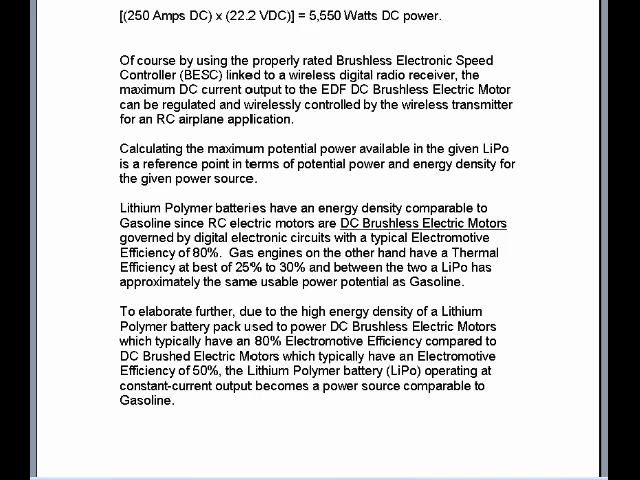 [(250 Amps DC) x (22.2 VDC)] = 5,550 Watts DC power.
Of course by using the properly rated Brushless Electronic Speed
Controller (BESC) linked to a wireless digital radio receiver, the
maximum DC current output to the EDF DC Brushless Electric Motor
can be regulated and wirelessly controlled by the wireless transmitter
for an RC airplane application.
Calculating the maximum potential power available in the given LiPo
is a reference point in terms of potential power and energy density for
the given power source.
Lithium Polymer batteries have an energy density comparable to
Gasoline since RC electric motors are DC Brushless Electric Motors
governed by digital electronic circuits with a typical Electromotive
Efficiency of 80%. Gas engines on the other hand have a Thermal
Efficiency at best of 25% to 30% and between the two a LiPo has
approximately the same usable power potential as Gasoline.
To elaborate further, due to the high energy density of a Lithium
Polymer battery pack used to power DC Brushless Electric Motors
which typically have an 80% Electromotive Efficiency compared to
DC Brushed Electric Motors which typically have an Electromotive
Efficiency of 50%, the Lithium Polymer battery (LiPo) operating at
constant-current output becomes a power source comparable to
Gasoline.